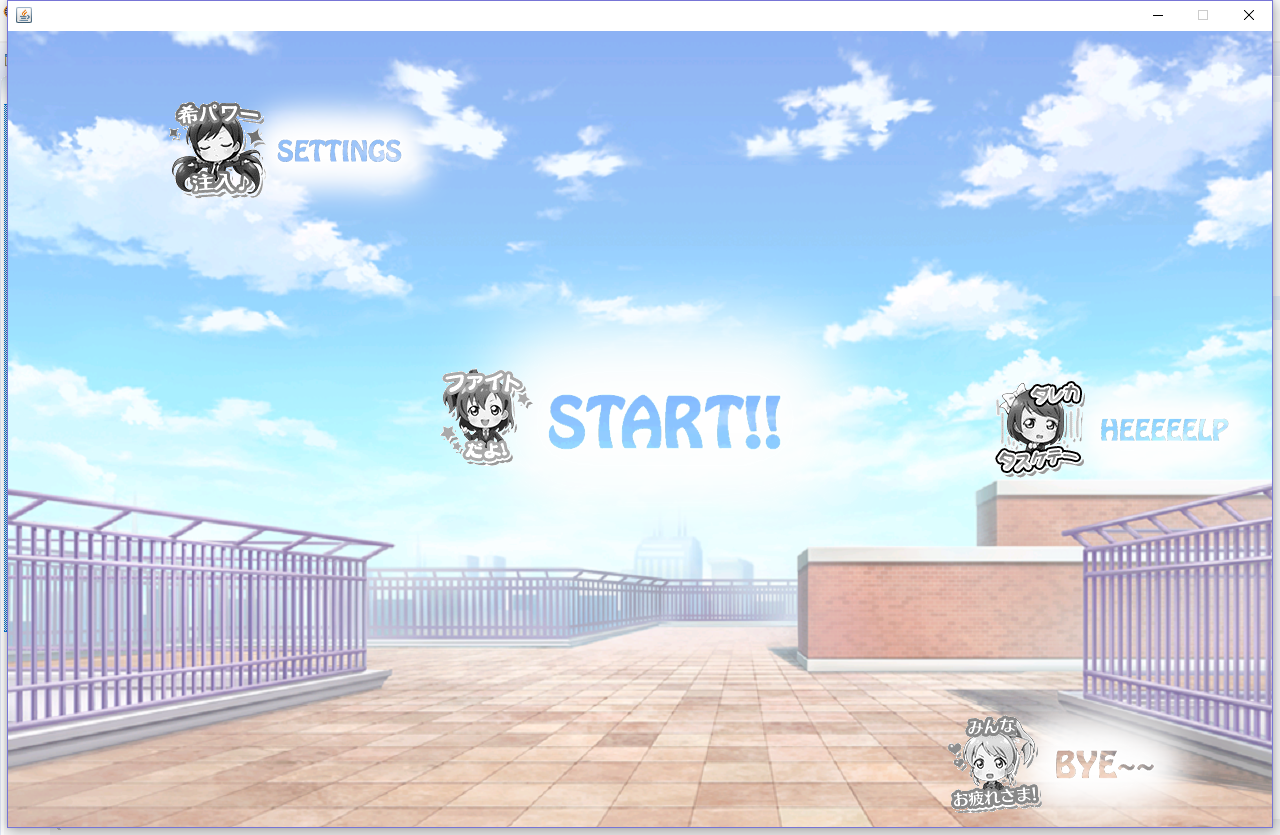 希パワー
注入♪
SETTINGS
ファイト
だよ!
START!!
ダレカ
タスケテー
HEEEEELP
みんな
お疲れさま!
BYE~~